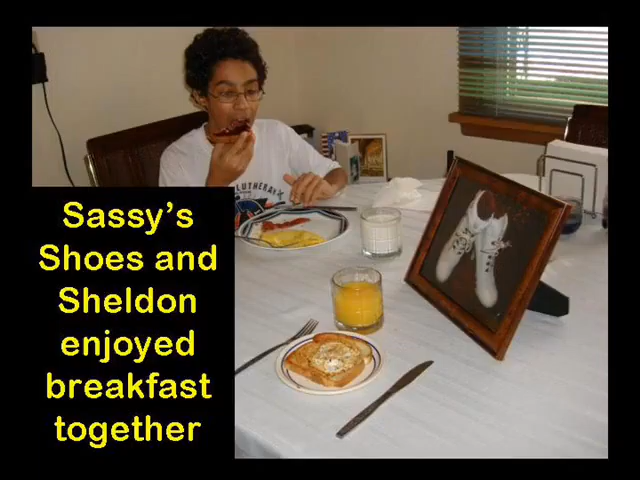 Sassy's
Shoes and
Sheldon
enjoyed
breakfast
together